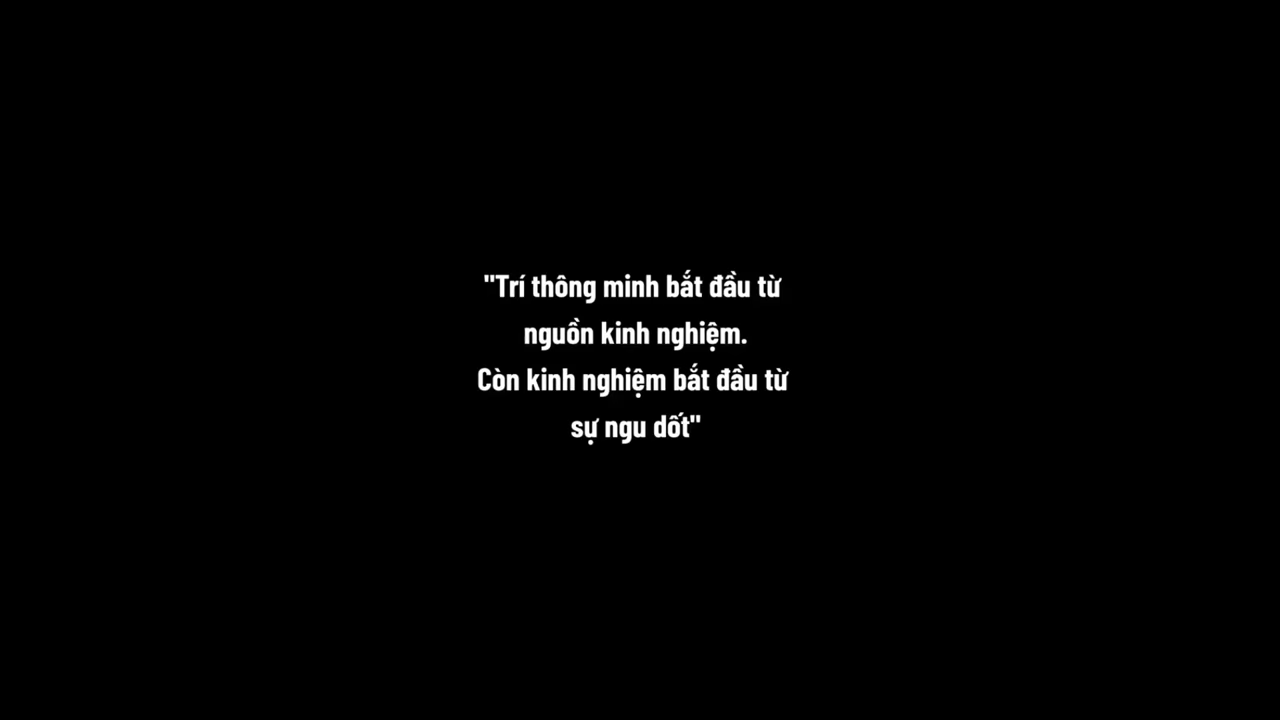 "Trí thông minh bắt đầu từ
nguồn kinh nghiệm.
Còn kinh nghiệm bắt đầu từ
sự ngu dốt"